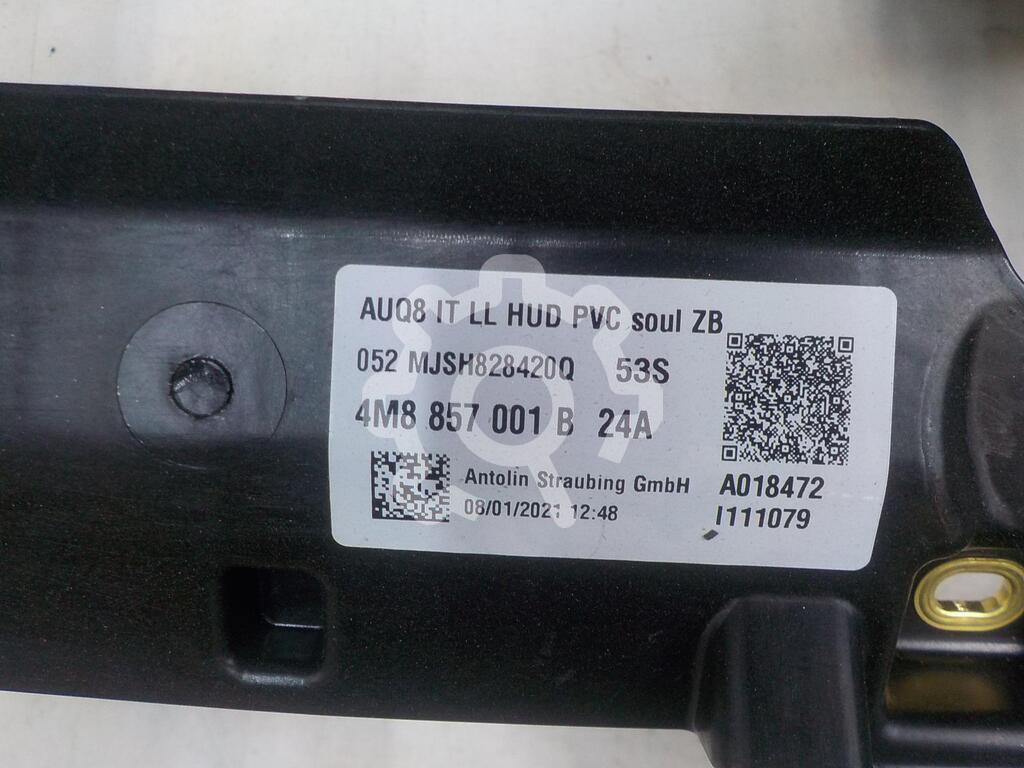 AUQ8 IT LL HUD PVC soul ZB
052 MJSH828420Q 53S
4M8 857 001 B 24A
Antolin Straubing GmbH
08/01/2021 12:48
A018472
I111079